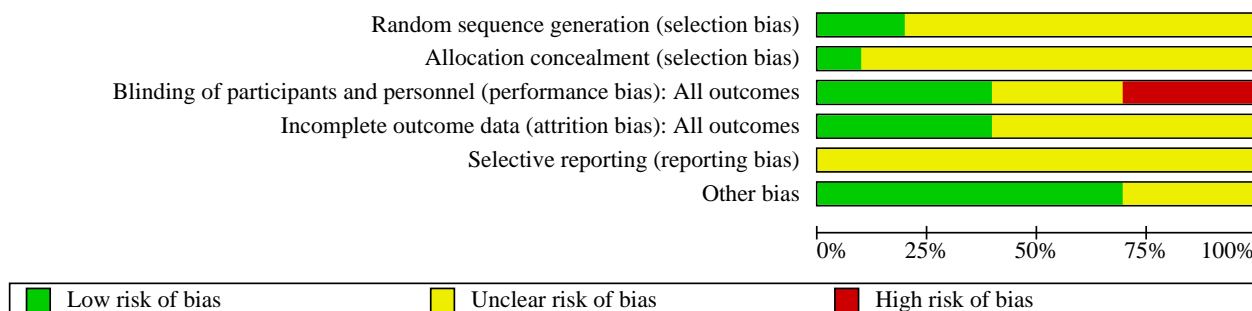 Random sequence generation (selection bias)
Allocation concealment (selection bias)
Blinding of participants and personnel (performance bias): All outcomes
Incomplete outcome data (attrition bias): All outcomes
Selective reporting (reporting bias)
Other bias
0% 25% 50% 75% 100%
Low risk of bias Unclear risk of bias High risk of bias